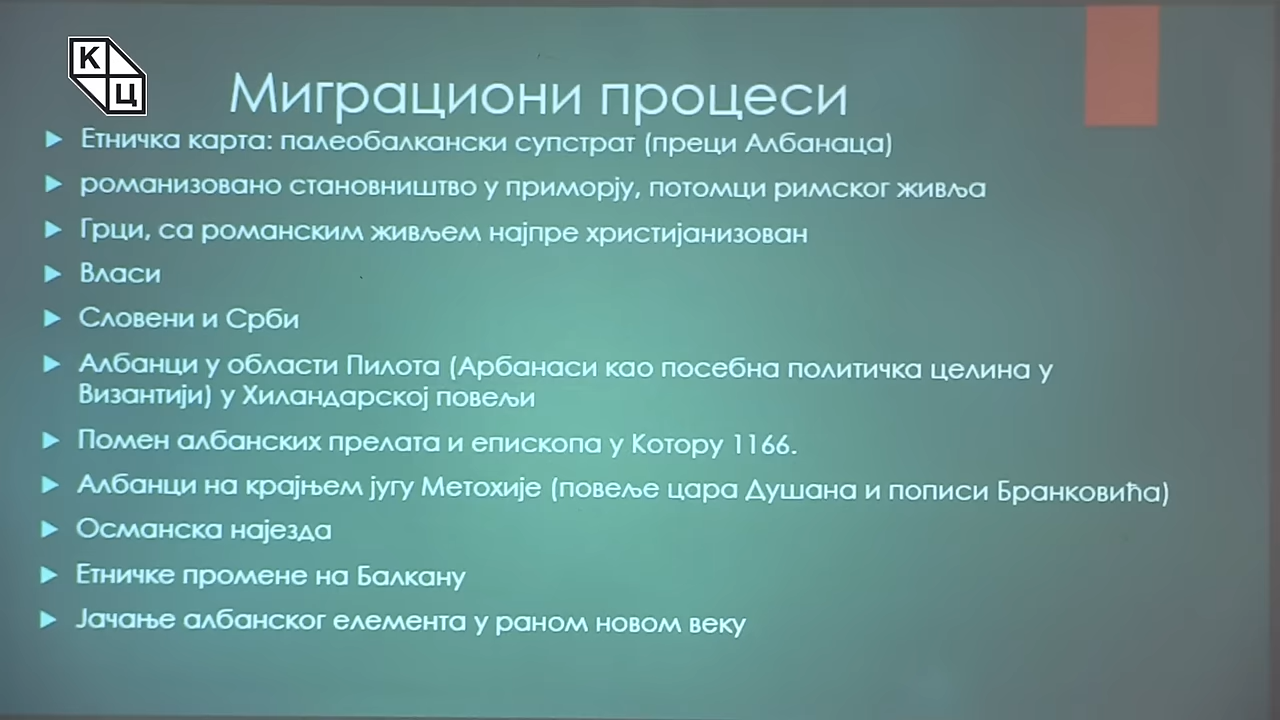 К
Ц
Миграциони процеси
Етничка карта: палеобалкански супстрат (преци Албанаца)
романизовано становништво у приморју, потомци римског живља
Грци, са романским живљем најпре христијанизован
Власи
Словени и Срби
Албанци у области Пилота (Арбанаси као посебна политичка целина у
Византији) у Хиландарској повељи
Помен албанских прелата и епископа у Котору 1166.
Албанци на крајњем југу Метохије (повеље цара Душана и пописи Бранковића)
Османска најезда
Етничке промене на Балкану
Јачање албанског елемента у раном новом веку